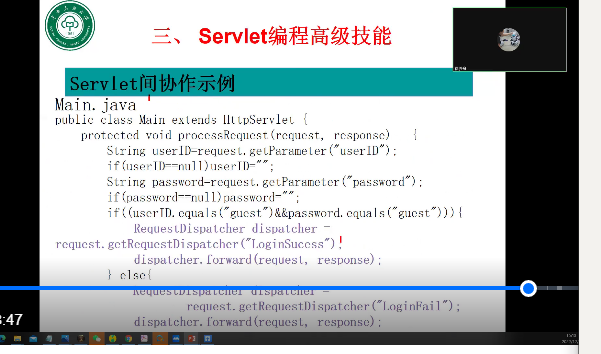 三、 Servlet编程高级技能
Servlet间协作示例
Main.java
public class Main extends HttpServlet {
protected void processRequest(request, response) {
String userID=request.getParameter("userID");
if(userID==null)userID="";
String password=request.getParameter("password");
if(password==null)password="";
if((userID.equals("guest")&&password.equals("guest"))){
RequestDispatcher dispatcher =
request.getRequestDispatcher("LoginSucess");
dispatcher.forward(request, response);
} else{
RequestDispatcher dispatcher =
request.getRequestDispatcher("LoginFail");
dispatcher.forward(request, response);
:47